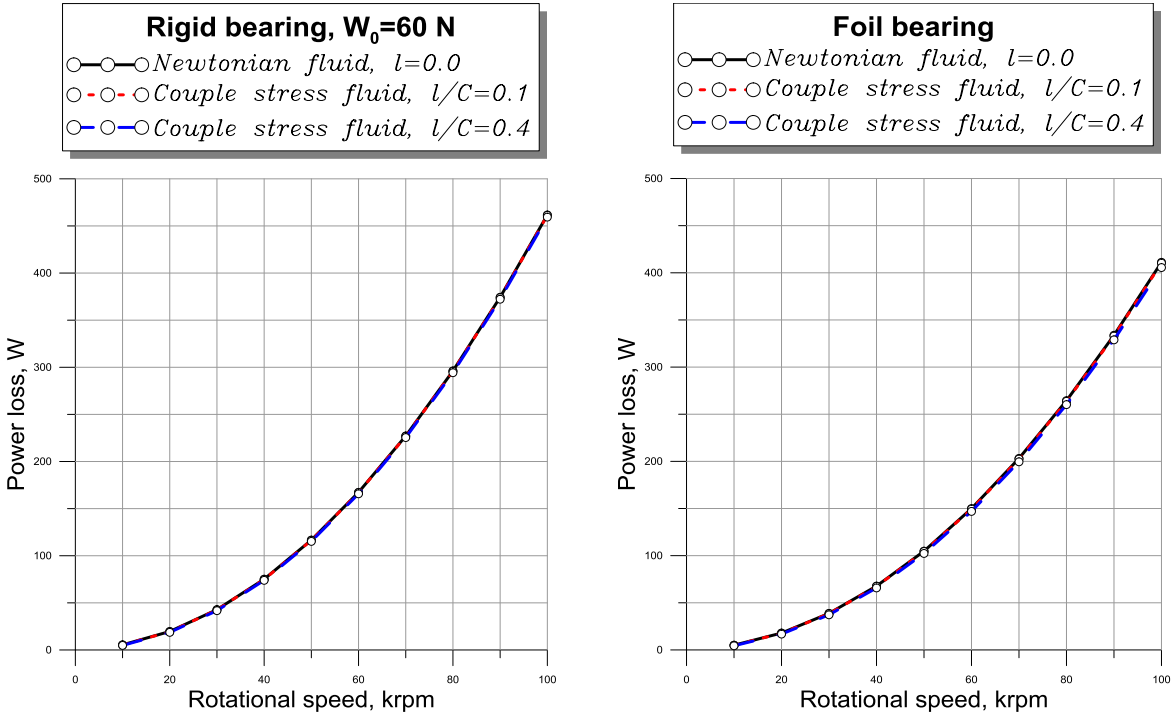 Rigid bearing, W₀=60 N
Newtonian fluid, l=0.0
Couple stress fluid, l/C=0.1
Couple stress fluid, l/C=0.4
500
400
300
200
100
0
Power loss, W
0 20 40 60 80 100
Rotational speed, krpm
Foil bearing
Newtonian fluid, l=0.0
Couple stress fluid, l/C=0.1
Couple stress fluid, l/C=0.4
500
400
300
200
100
0
Power loss, W
0 20 40 60 80 100
Rotational speed, krpm